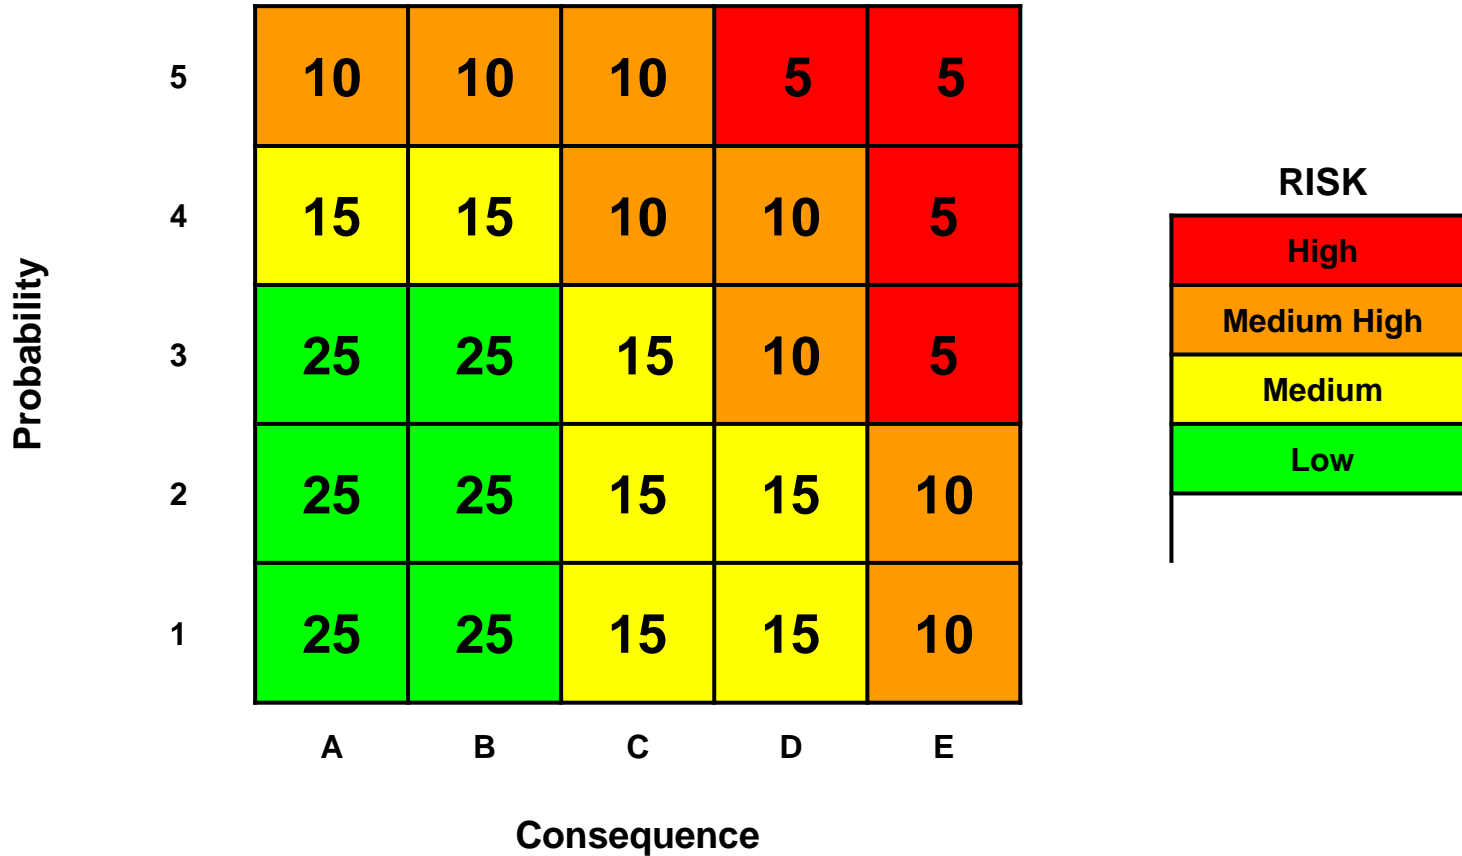 5 10 10 10 5 5
4 15 15 10 10 5
3 25 25 15 10 5
2 25 25 15 15 10
1 25 25 15 15 10
A B C D E
Probability
Consequence
RISK
High
Medium High
Medium
Low